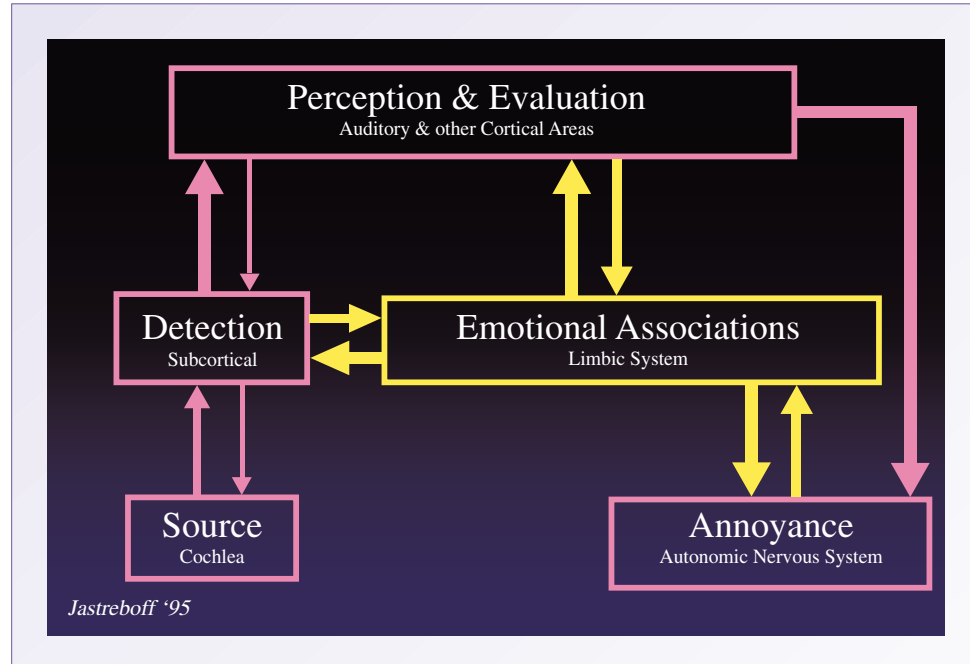 Perception & Evaluation
Auditory & other Cortical Areas
Detection
Subcortical
Emotional Associations
Limbic System
Source
Cochlea
Annoyance
Autonomic Nervous System
Jastreboff ‘95